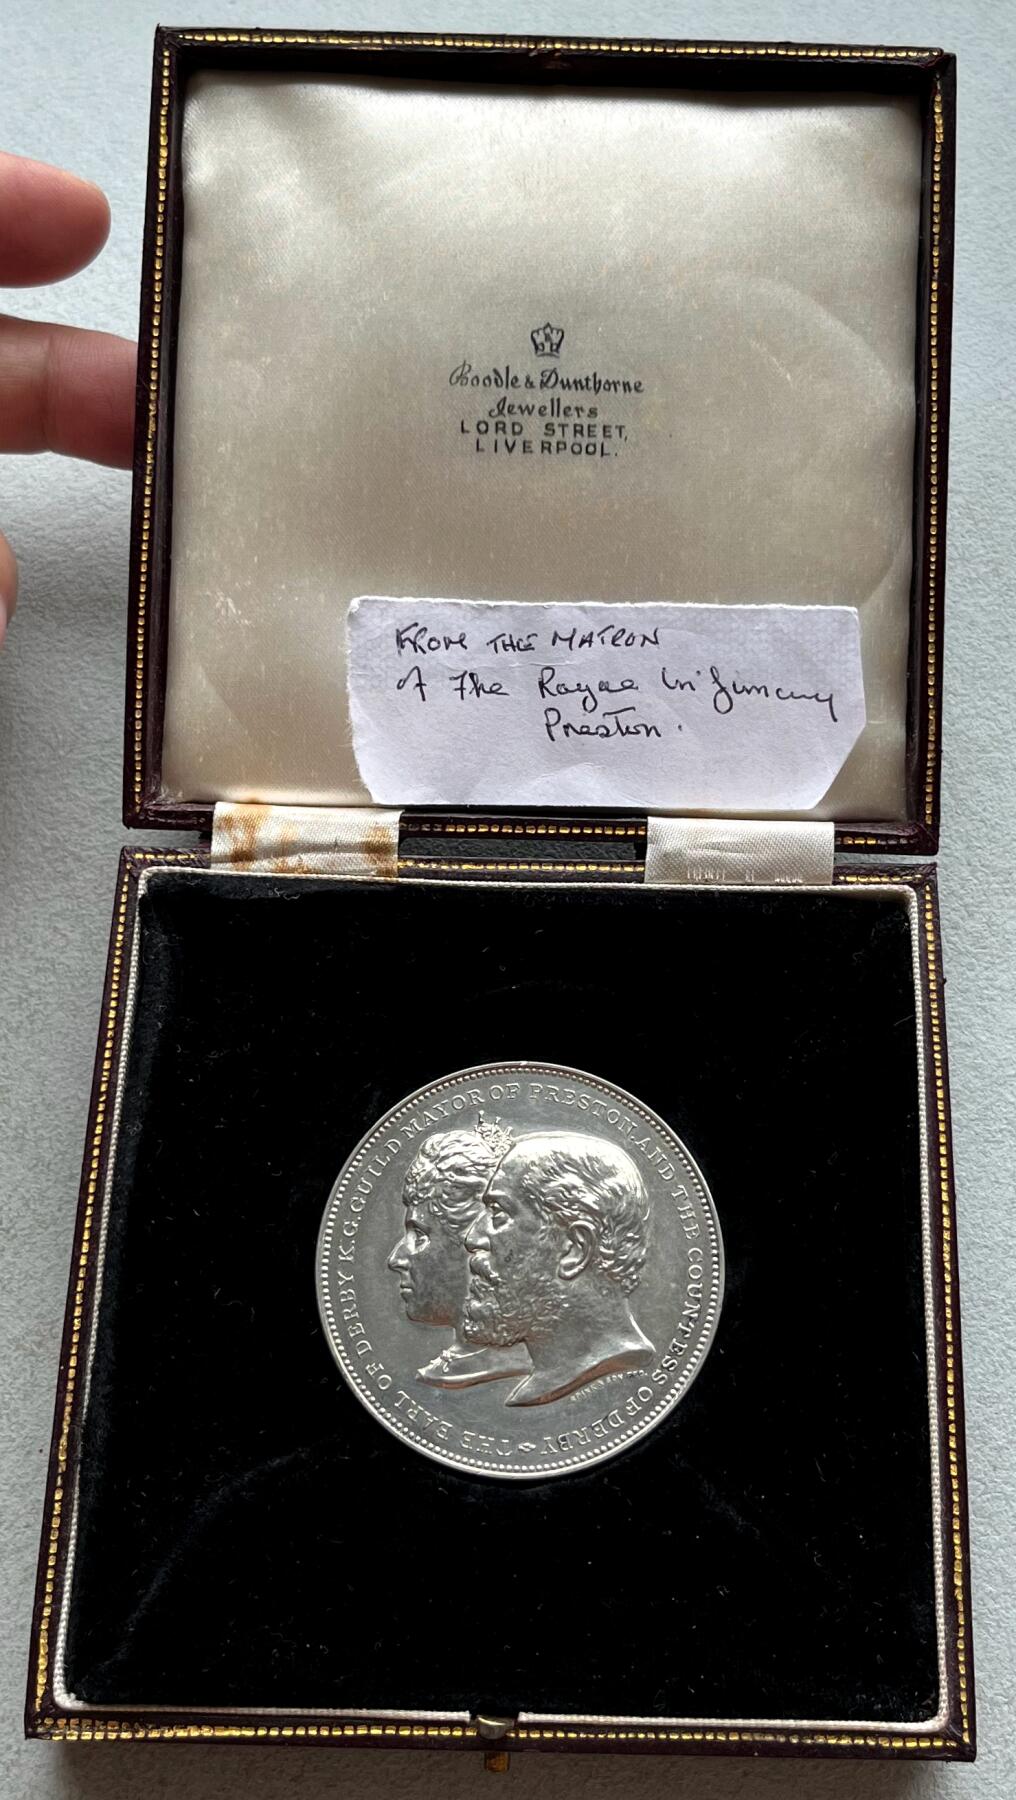 Boodle & Dunthorne
Jewellers
LORD STREET,
LIVERPOOL.
FROM THE MATRON
of The Royal Infirmary
Preston.
THE EARL OF DERBY K.G. GUILD MAYOR OF PRESTON, AND THE COUNTESS OF DERBY